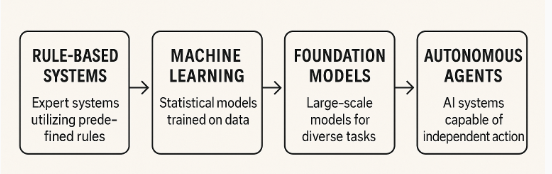 RULE-BASED
SYSTEMS
Expert systems
utilizing prede-
fined rules
MACHINE
LEARNING
Statistical models
trained on data
FOUNDATION
MODELS
Large-scale
models for
diverse tasks
AUTONOMOUS
AGENTS
AI systems
capable of
independent action